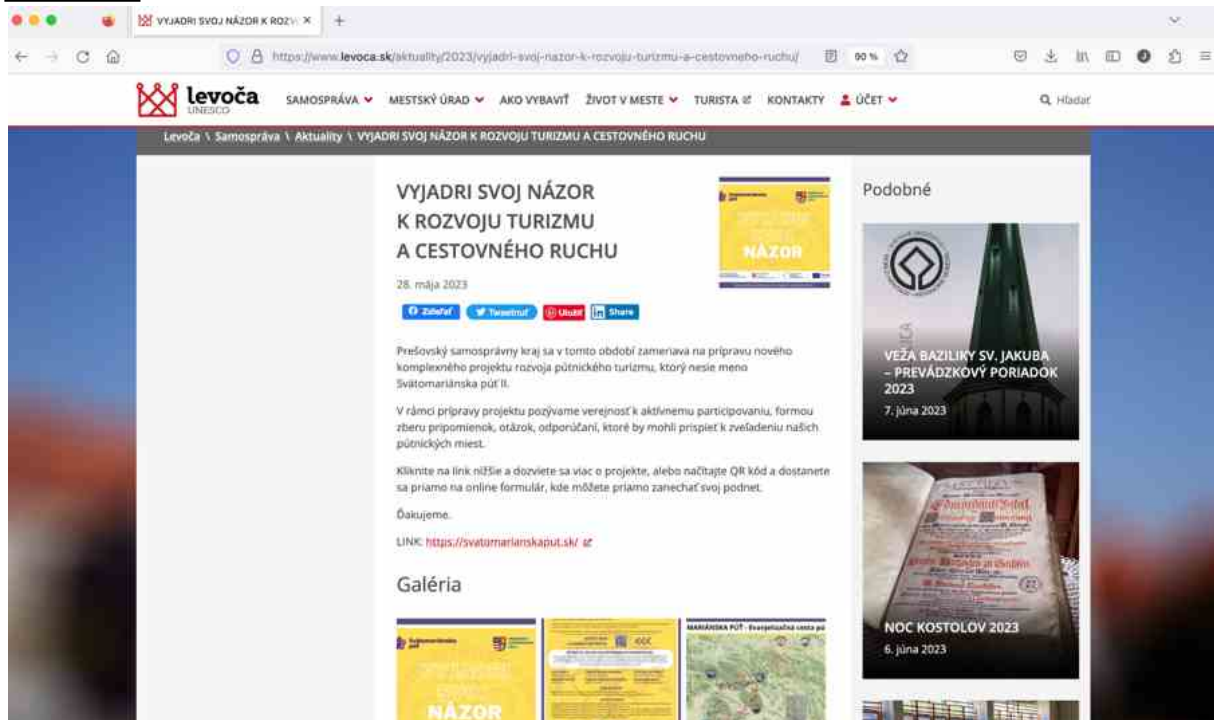 VYJADRI SVOJ NÁZOR K ROZV
https://www.levoca.sk/aktuality/2023/vyjadri-svoj-nazor-k-rozvoju-turizmu-a-cestovneho-ruchu/
90 %
levoča
UNESCO
SAMOSPRÁVA MESTSKÝ ÚRAD AKO VYBAVIŤ ŽIVOT V MESTE TURISTA KONTAKTY ÚČET Hľadať
Levoča \ Samospráva \ Aktuality \ VYJADRI SVOJ NÁZOR K ROZVOJU TURIZMU A CESTOVNÉHO RUCHU
VYJADRI SVOJ NÁZOR
K ROZVOJU TURIZMU
A CESTOVNÉHO RUCHU
28. mája 2023
Zdieľať Tweetnuť Uložiť Share
NÁZOR
Prešovský samosprávny kraj sa v tomto období zameriava na prípravu nového
komplexného projektu rozvoja pútnického turizmu, ktorý nesie meno
Svätomariánska púť II.
V rámci prípravy projektu pozývame verejnosť k aktívnemu participovaniu, formou
zberu pripomienok, otázok, odporúčaní, ktoré by mohli prispieť k zveľadeniu našich
pútnických miest.
Kliknite na link nižšie a dozviete sa viac o projekte, alebo načítajte QR kód a dostanete
sa priamo na online formulár, kde môžete priamo zanechať svoj podnet.
Ďakujeme.
LINK: https://svatomarianskaput.sk/
Galéria
NÁZOR
MARIÁNSKA PÚŤ - Evanjelizačná cesta
Podobné
VEŽA BAZILIKY SV. JAKUBA
– PREVÁDZKOVÝ PORIADOK
2023
7. júna 2023
NOC KOSTOLOV 2023
6. júna 2023